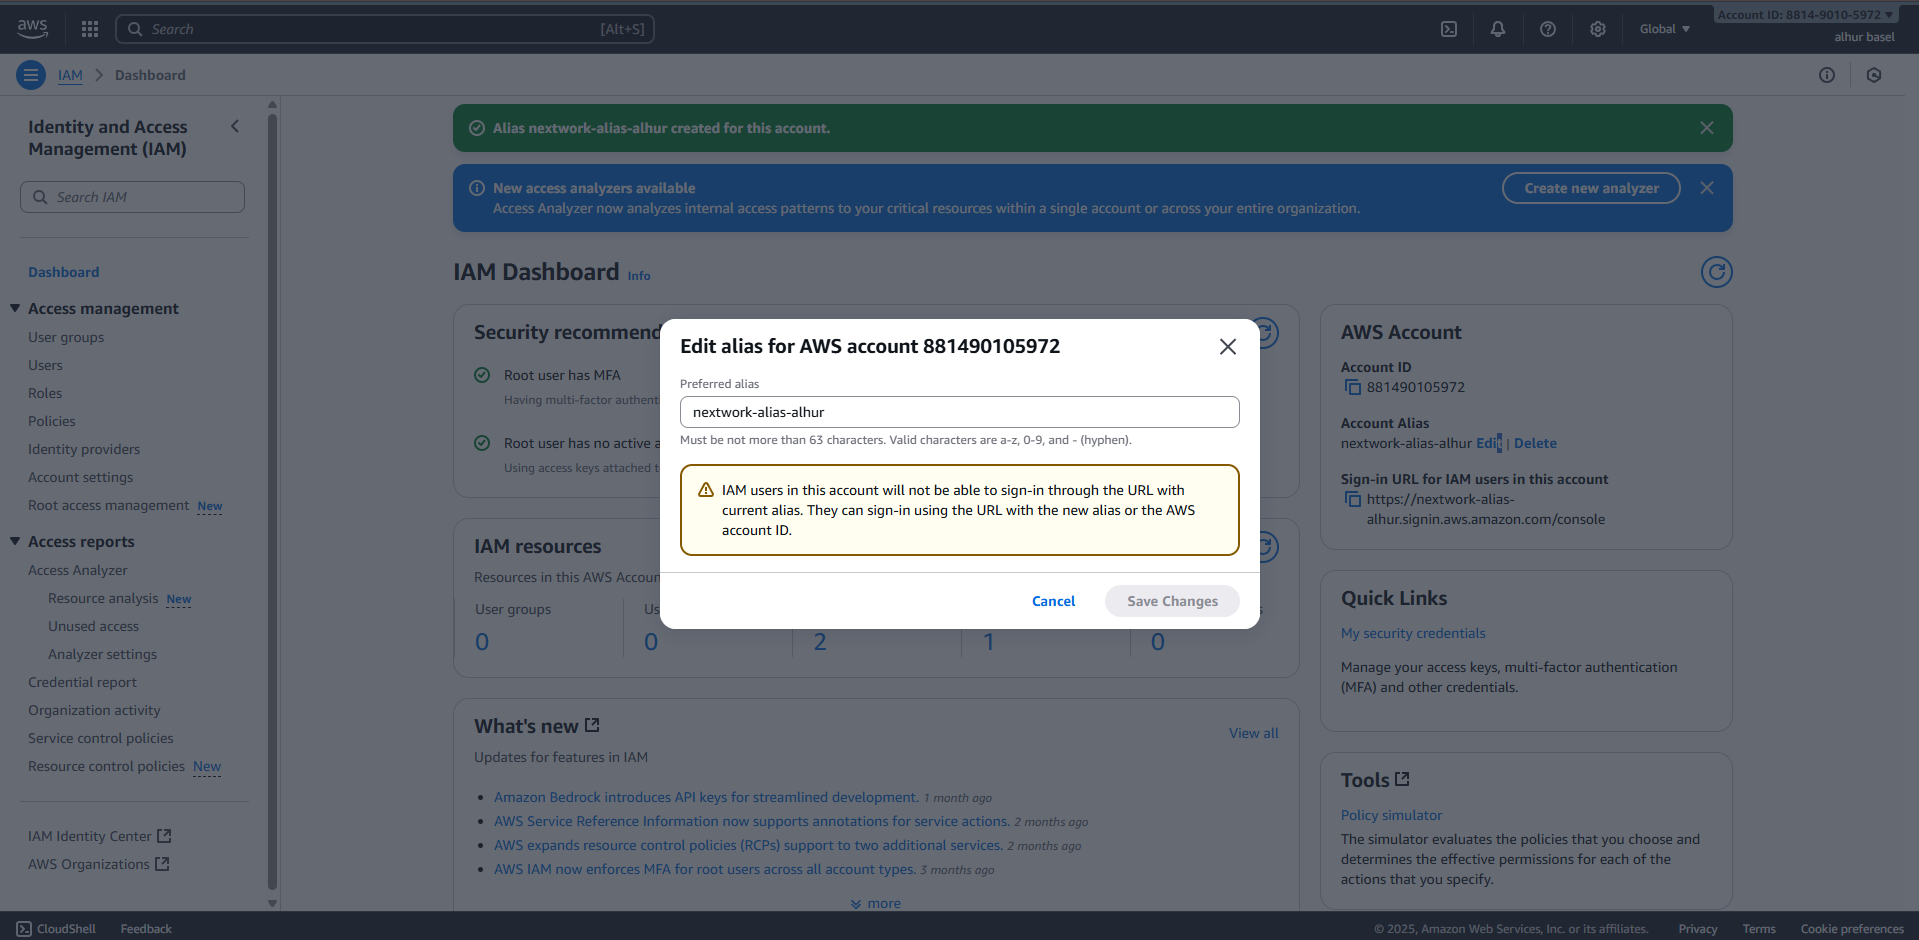 aws
Search
[Alt+S]
Global
Account ID: 8814-9010-5972
alhur basel
IAM
Dashboard
Identity and Access
Management (IAM)
Search IAM
Dashboard
Access management
User groups
Users
Roles
Policies
Identity providers
Account settings
Root access management New
Access reports
Access Analyzer
Resource analysis New
Unused access
Analyzer settings
Credential report
Organization activity
Service control policies
Resource control policies New
IAM Identity Center
AWS Organizations
Alias nextwork-alias-alhur created for this account.
New access analyzers available
Access Analyzer now analyzes internal access patterns to your critical resources within a single account or across your entire organization.
Create new analyzer
IAM Dashboard Info
Security recommend
Root user has MFA
Having multi-factor authent
Root user has no active a
Using access keys attached t
Edit alias for AWS account 881490105972
Preferred alias
nextwork-alias-alhur
Must be not more than 63 characters. Valid characters are a-z, 0-9, and - (hyphen).
IAM users in this account will not be able to sign-in through the URL with
current alias. They can sign-in using the URL with the new alias or the AWS
account ID.
Cancel
Save Changes
IAM resources
Resources in this AWS Accoun
User groups
Us
s
0
0
2
1
0
What's new
View all
Updates for features in IAM
Amazon Bedrock introduces API keys for streamlined development. 1 month ago
AWS Service Reference Information now supports annotations for service actions. 2 months ago
AWS expands resource control policies (RCPs) support to two additional services. 2 months ago
AWS IAM now enforces MFA for root users across all account types. 3 months ago
more
AWS Account
Account ID
881490105972
Account Alias
nextwork-alias-alhur Edit | Delete
Sign-in URL for IAM users in this account
https://nextwork-alias-
alhur.signin.aws.amazon.com/console
Quick Links
My security credentials
Manage your access keys, multi-factor authentication
(MFA) and other credentials.
Tools
Policy simulator
The simulator evaluates the policies that you choose and
determines the effective permissions for each of the
actions that you specify.
CloudShell
Feedback
© 2025, Amazon Web Services, Inc. or its affiliates.
Privacy
Terms
Cookie preferences